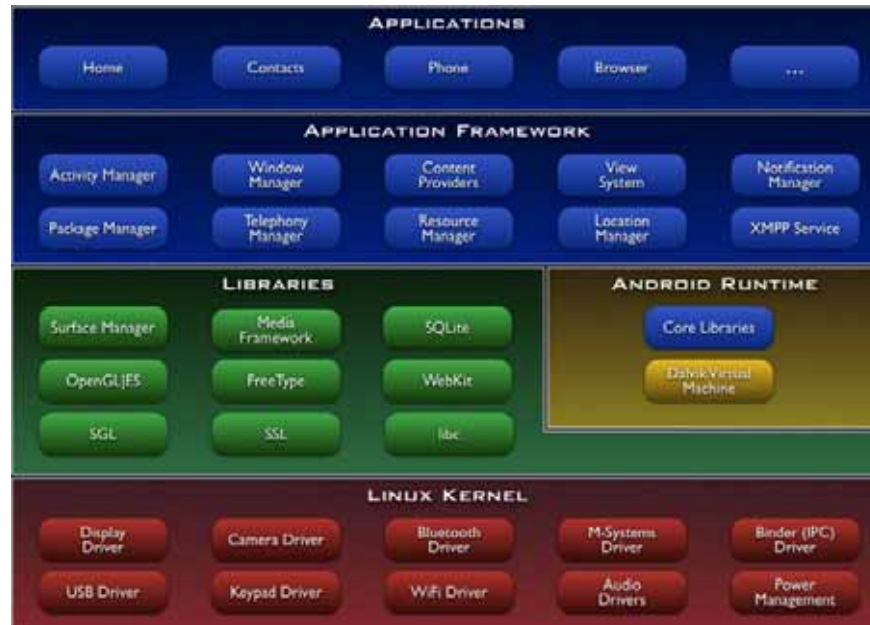 APPLICATIONS
Home
Contacts
Phone
Browser
...
APPLICATION FRAMEWORK
Activity Manager
Window
Manager
Content
Providers
View
System
Notification
Manager
Package Manager
Telephony
Manager
Resource
Manager
Location
Manager
XMPP Service
LIBRARIES
Surface Manager
Media
Framework
SQLite
OpenGL|ES
FreeType
WebKit
SGL
SSL
libc
ANDROID RUNTIME
Core Libraries
Dalvik Virtual
Machine
LINUX KERNEL
Display
Driver
Camera Driver
Bluetooth
Driver
M-Systems
Driver
Binder (IPC)
Driver
USB Driver
Keypad Driver
WiFi Driver
Audio
Drivers
Power
Management